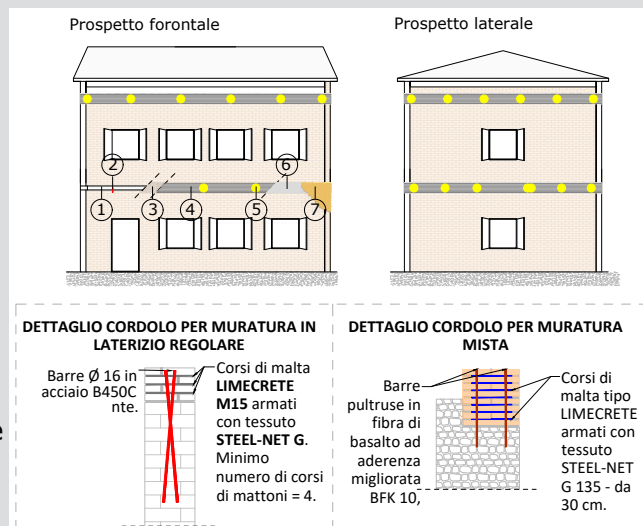 Prospetto forontale
Prospetto laterale
2
6
1
3
4
5
7
DETTAGLIO CORDOLO PER MURATURA IN
LATERIZIO REGOLARE
Barre Ø 16 in
acciaio B450C
nte.
Corsi di malta
LIMECRETE
M15 armati
con tessuto
STEEL-NET G.
Minimo
numero di corsi
di mattoni = 4.
DETTAGLIO CORDOLO PER MURATURA
MISTA
Barre
pultruse in
fibra di
basalto ad
aderenza
migliorata
BFK 10,
Corsi di
malta tipo
LIMECRETE
armati con
tessuto
STEEL-NET
G 135 - da
30 cm.
e